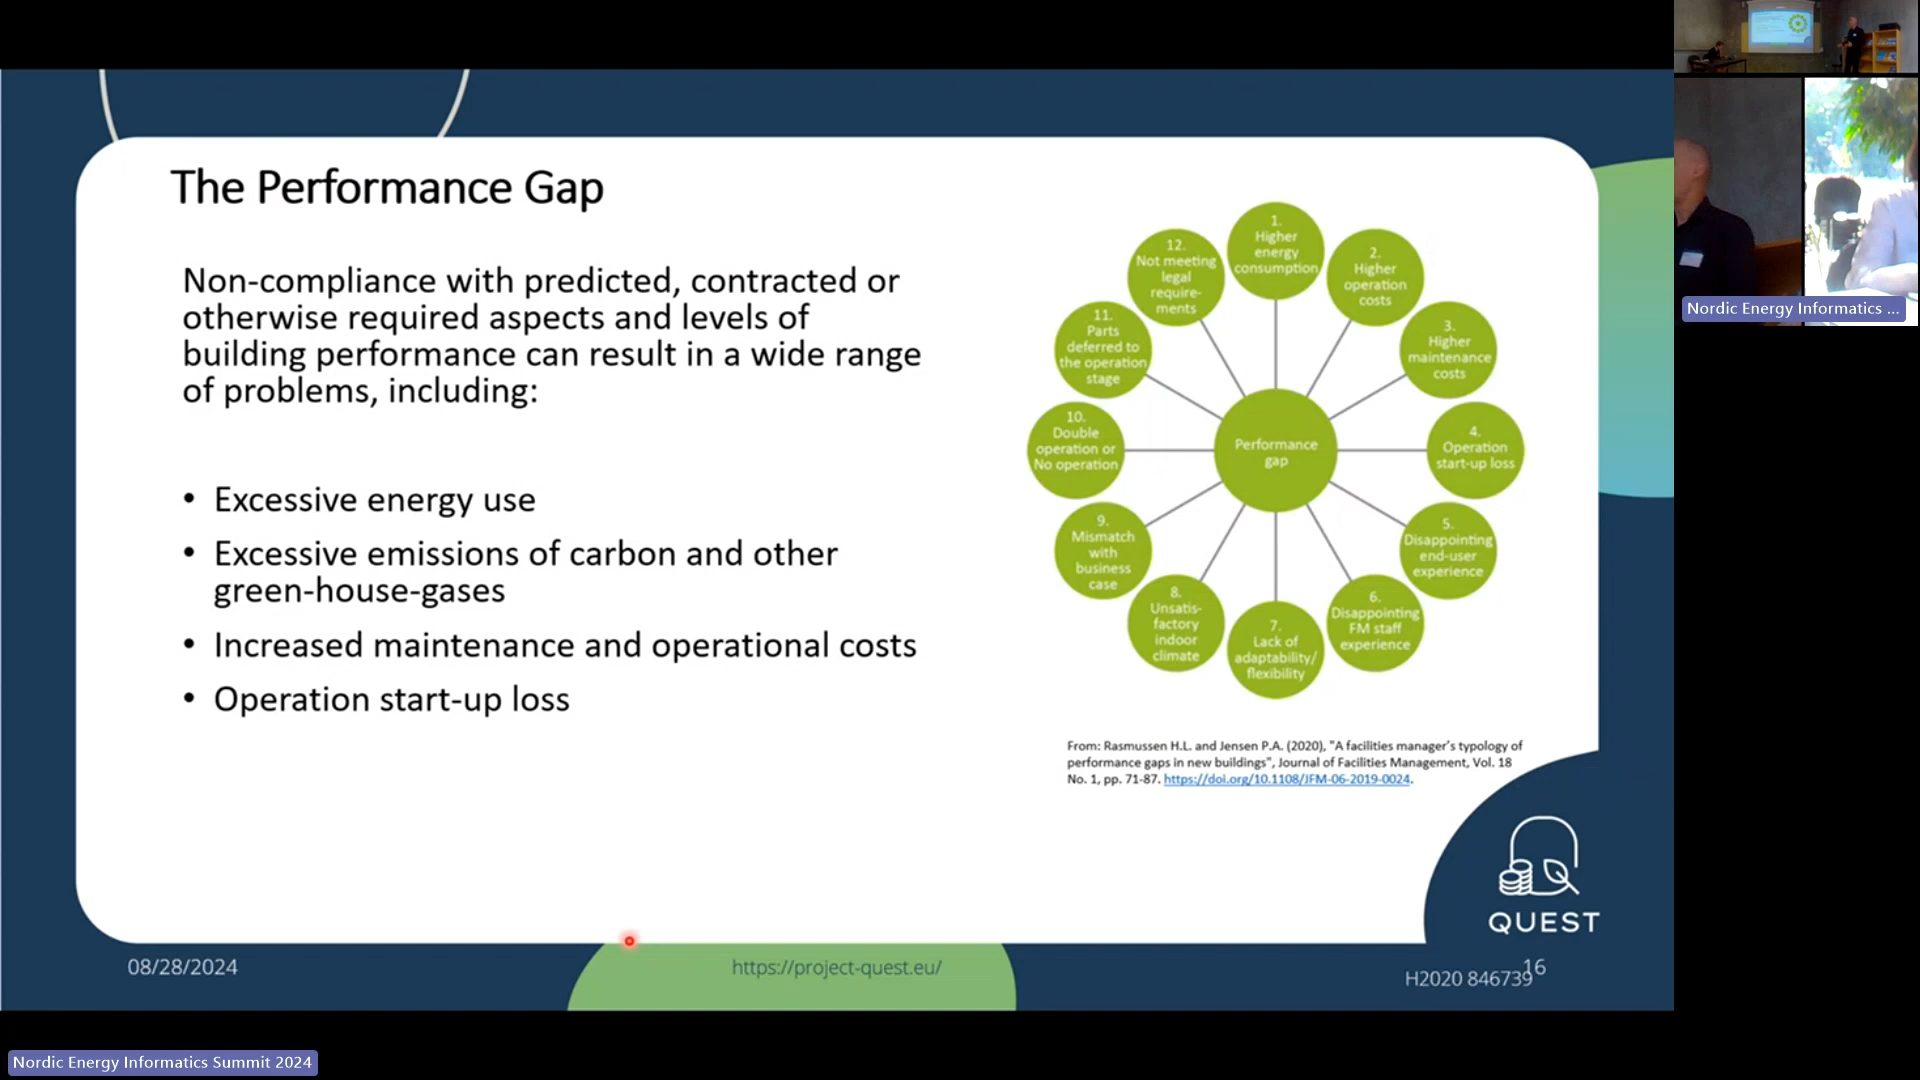 The Performance Gap
Non-compliance with predicted, contracted or
otherwise required aspects and levels of
building performance can result in a wide range
of problems, including:
• Excessive energy use
• Excessive emissions of carbon and other
green-house-gases
• Increased maintenance and operational costs
• Operation start-up loss
Performance
gap
1.
Higher
energy
consumption
2.
Higher
operation
costs
3.
Higher
maintenance
costs
4.
Operation
start-up loss
5.
Disappointing
end-user
experience
6.
Disappointing
FM staff
experience
7.
Lack of
adaptability/
flexibility
8.
Unsatis-
factory
indoor
climate
9.
Mismatch
with
business
case
10.
Double
operation or
No operation
11.
Parts
deferred to
the operation
stage
12.
Not meeting
legal
require-
ments
From: Rasmussen H.L. and Jensen P.A. (2020), "A facilities manager's typology of
performance gaps in new buildings", Journal of Facilities Management, Vol. 18
No. 1, pp. 71-87. https://doi.org/10.1108/JFM-06-2019-0024.
QUEST
08/28/2024
https://project-quest.eu/
H2020 846739
16
Nordic Energy Informatics ...
Nordic Energy Informatics Summit 2024